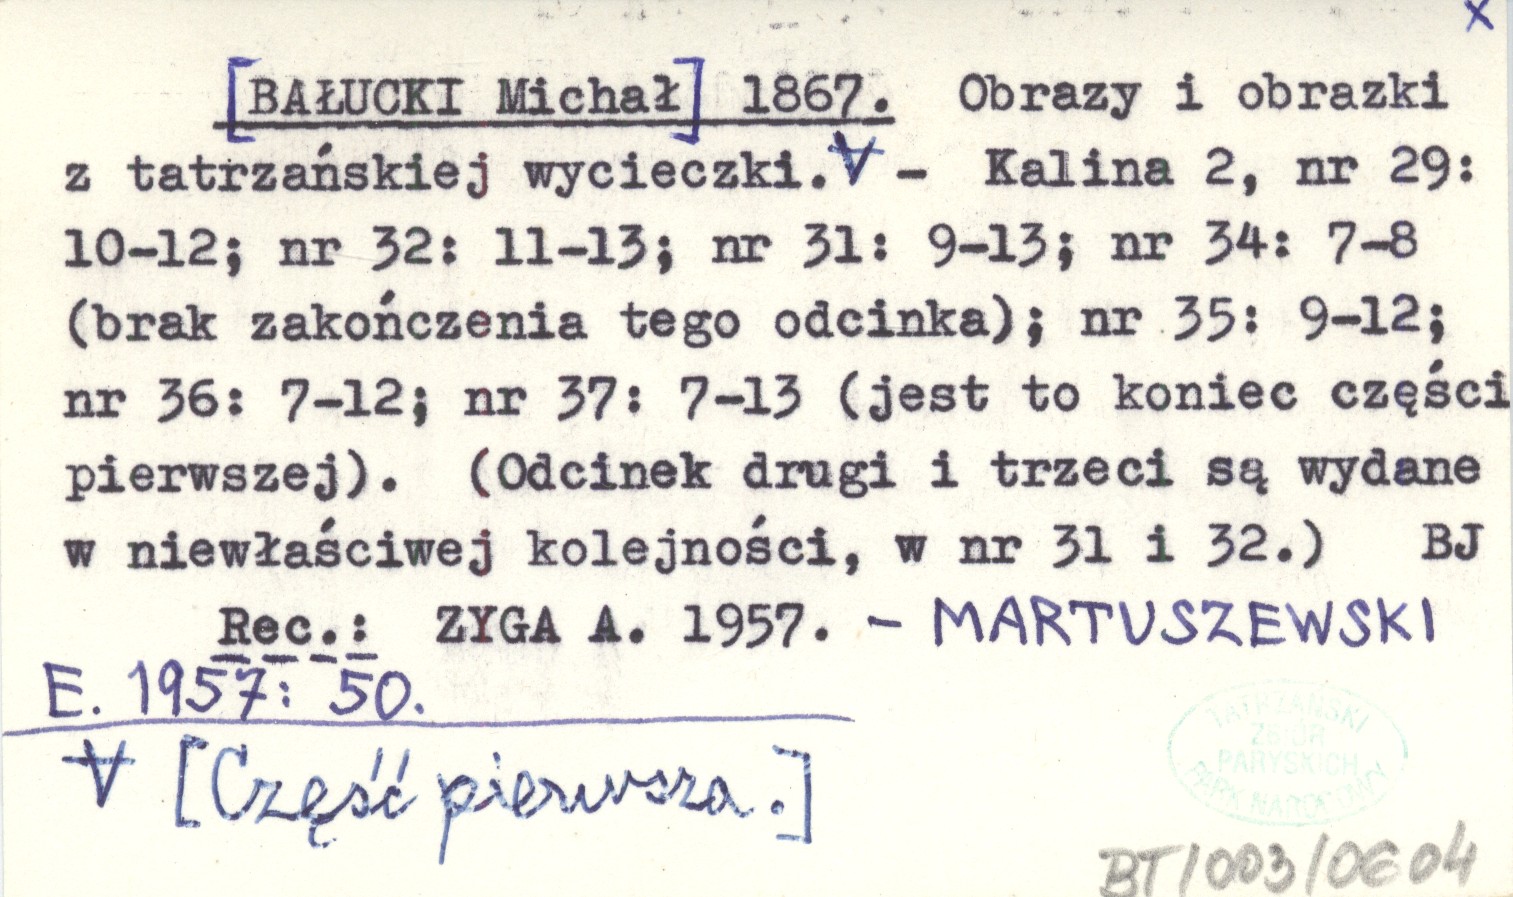 x
[BAŁUCKI Michał] 1867. Obrazy i obrazki
z tatrzańskiej wycieczki.∀ – Kalina 2, nr 29:
10-12; nr 32: 11-13; nr 31: 9-13; nr 34: 7-8
(brak zakończenia tego odcinka); nr 35: 9-12;
nr 36: 7-12; nr 37: 7-13 (jest to koniec części
pierwszej). (Odcinek drugi i trzeci są wydane
w niewłaściwej kolejności, w nr 31 i 32.) BJ
Rec.: ZYGA A. 1957. – MARTUSZEWSKI
E. 1957: 50.
∀ [Część pierwsza.]
TATRZAŃSKI
ZBIÓR
PARYSKICH
PARK NARODOWY
BT/003/0604